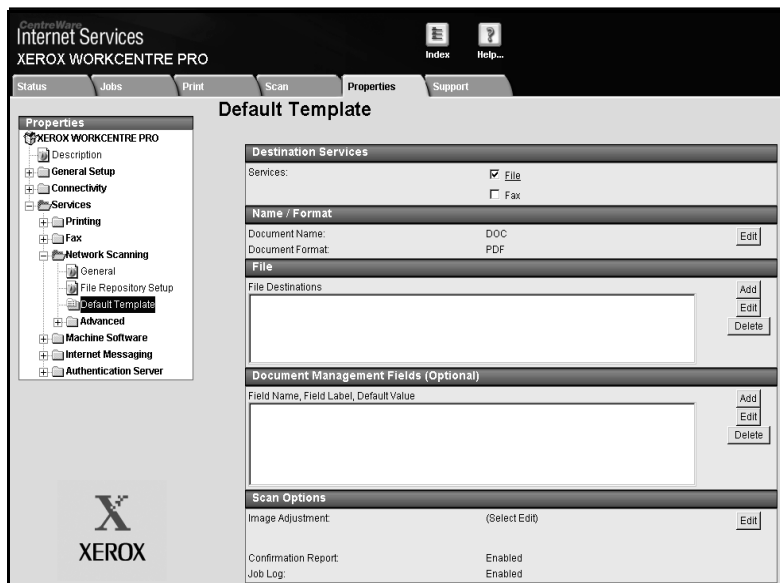 CentreWare
Internet Services
XEROX WORKCENTRE PRO
Index
Help...
Status
Jobs
Print
Scan
Properties
Support
Properties
XEROX WORKCENTRE PRO
Description
General Setup
Connectivity
Services
Printing
Fax
Network Scanning
General
File Repository Setup
Default Template
Advanced
Machine Software
Internet Messaging
Authentication Server
X
XEROX
Default Template
Destination Services
Services: File
Fax
Name / Format
Document Name: DOC Edit
Document Format: PDF
File
File Destinations Add
Edit
Delete
Document Management Fields (Optional)
Field Name, Field Label, Default Value Add
Edit
Delete
Scan Options
Image Adjustment: (Select Edit) Edit
Confirmation Report: Enabled
Job Log: Enabled